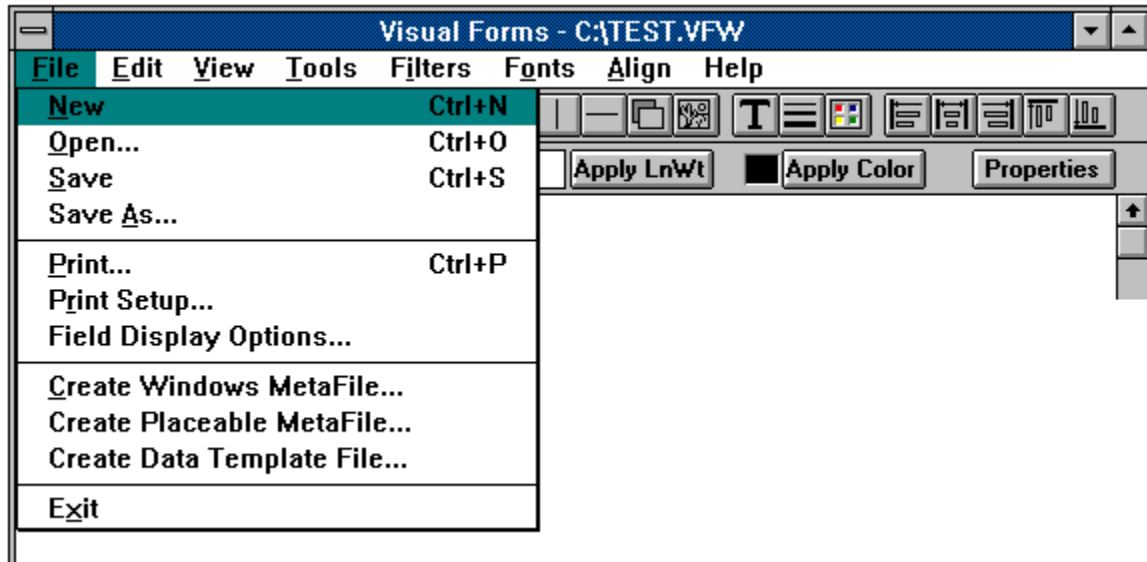 Visual Forms - C:\TEST.VFW
File Edit View Tools Filters Fonts Align Help
New Ctrl+N
T
Open... Ctrl+O
Apply LnWt Apply Color Properties
Save Ctrl+S
Save As...
Print... Ctrl+P
Print Setup...
Field Display Options...
Create Windows MetaFile...
Create Placeable MetaFile...
Create Data Template File...
Exit